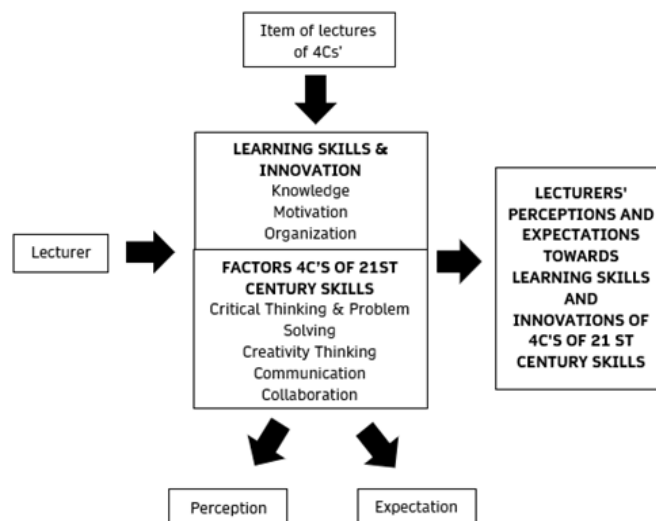 Item of lectures
of 4Cs'
LEARNING SKILLS &
INNOVATION
Knowledge
Motivation
Organization
Lecturer
FACTORS 4C'S OF 21ST
CENTURY SKILLS
Critical Thinking & Problem
Solving
Creativity Thinking
Communication
Collaboration
LECTURERS'
PERCEPTIONS AND
EXPECTATIONS
TOWARDS
LEARNING SKILLS
AND
INNOVATIONS OF
4C'S OF 21 ST
CENTURY SKILLS
Perception
Expectation